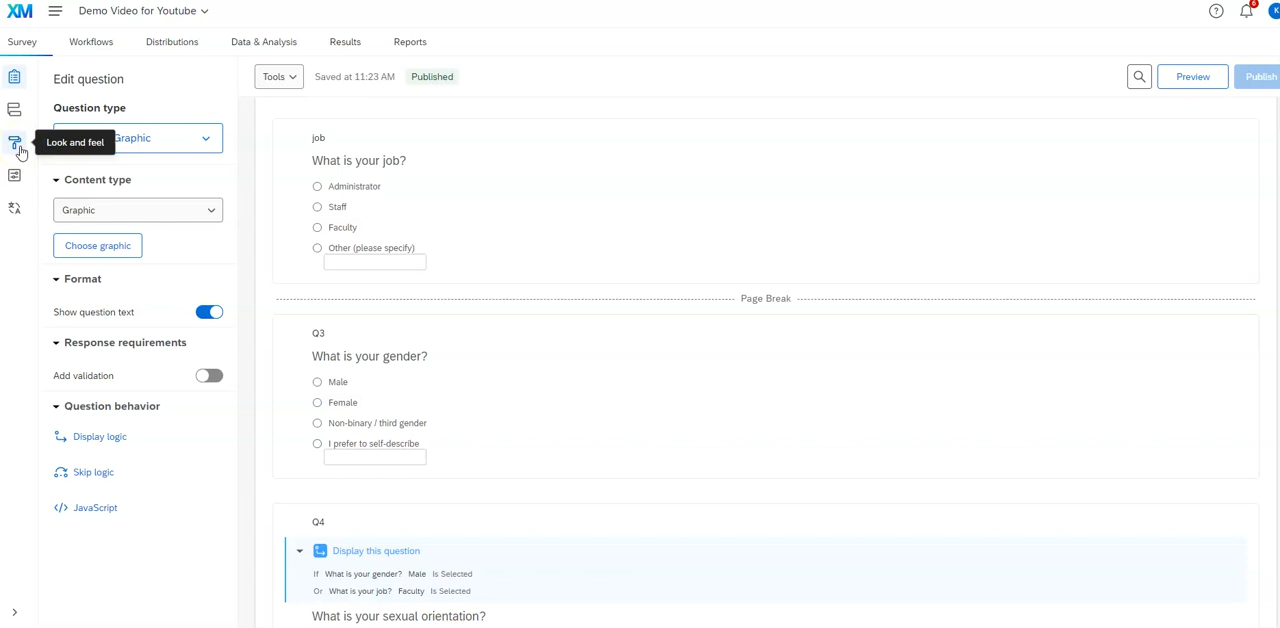 XM Demo Video for Youtube
6
K
Survey Workflows Distributions Data & Analysis Results Reports
Edit question
Tools Saved at 11:23 AM Published Preview Publish
Question type
Graphic
Look and feel
Content type
Graphic
Choose graphic
Format
Show question text
Response requirements
Add validation
Question behavior
Display logic
Skip logic
JavaScript
job
What is your job?
Administrator
Staff
Faculty
Other (please specify)
Page Break
Q3
What is your gender?
Male
Female
Non-binary / third gender
I prefer to self-describe
Q4
Display this question
If What is your gender? Male Is Selected
Or What is your job? Faculty Is Selected
What is your sexual orientation?